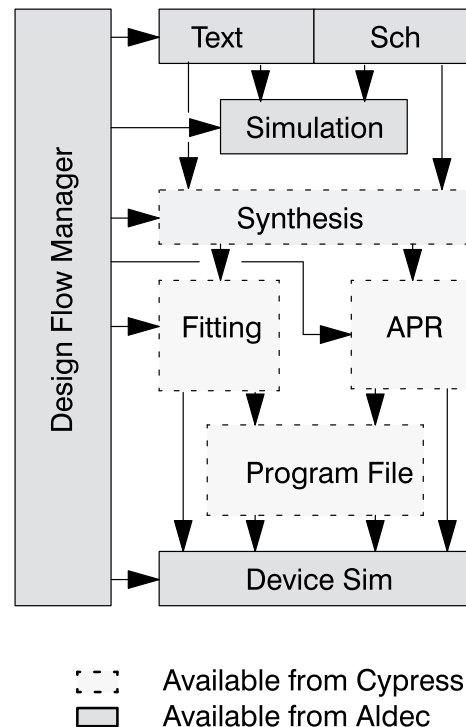 Text
Sch
Simulation
Design Flow Manager
Synthesis
Fitting
APR
Program File
Device Sim
Available from Cypress
Available from Aldec